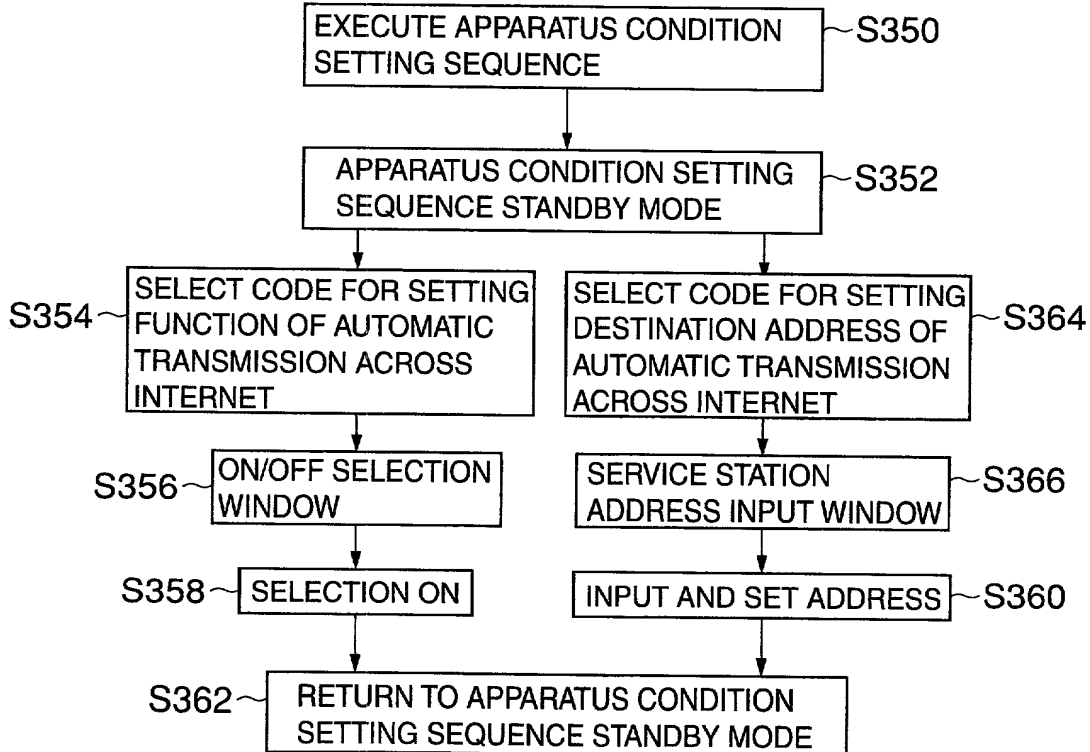 EXECUTE APPARATUS CONDITION
SETTING SEQUENCE
S350
APPARATUS CONDITION SETTING
SEQUENCE STANDBY MODE
S352
S354
SELECT CODE FOR SETTING
FUNCTION OF AUTOMATIC
TRANSMISSION ACROSS
INTERNET
SELECT CODE FOR SETTING
DESTINATION ADDRESS OF
AUTOMATIC TRANSMISSION
ACROSS INTERNET
S364
S356
ON/OFF SELECTION
WINDOW
SERVICE STATION
ADDRESS INPUT WINDOW
S366
S358
SELECTION ON
INPUT AND SET ADDRESS
S360
S362
RETURN TO APPARATUS CONDITION
SETTING SEQUENCE STANDBY MODE